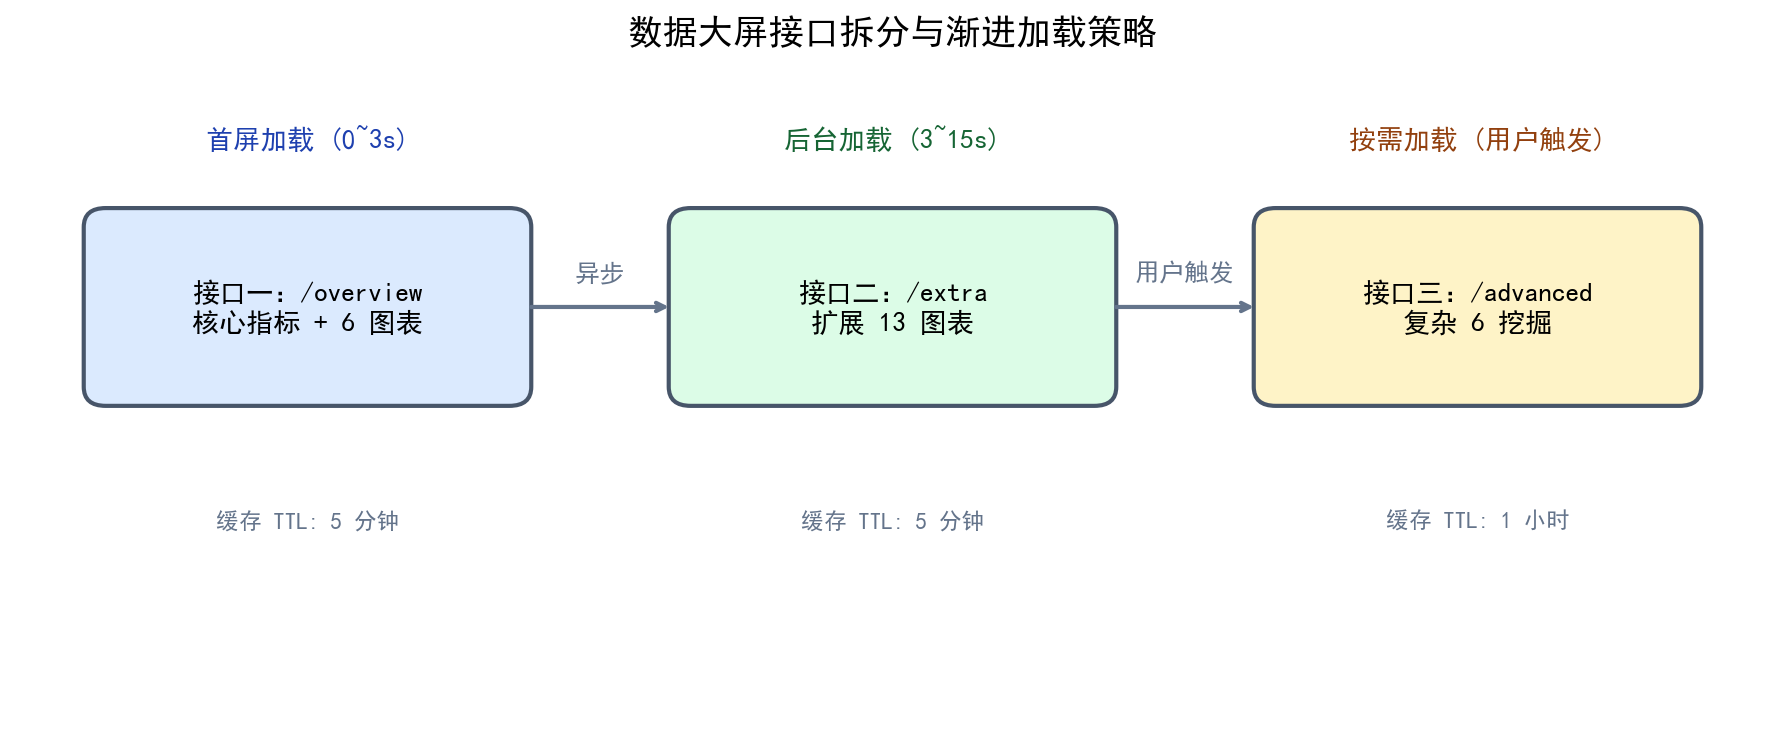 数据大屏接口拆分与渐进加载策略
首屏加载 (0~3s)
后台加载 (3~15s)
按需加载 (用户触发)
接口一: /overview
核心指标 + 6 图表
异步
接口二: /extra
扩展 13 图表
用户触发
接口三: /advanced
复杂 6 挖掘
缓存 TTL: 5 分钟
缓存 TTL: 5 分钟
缓存 TTL: 1 小时